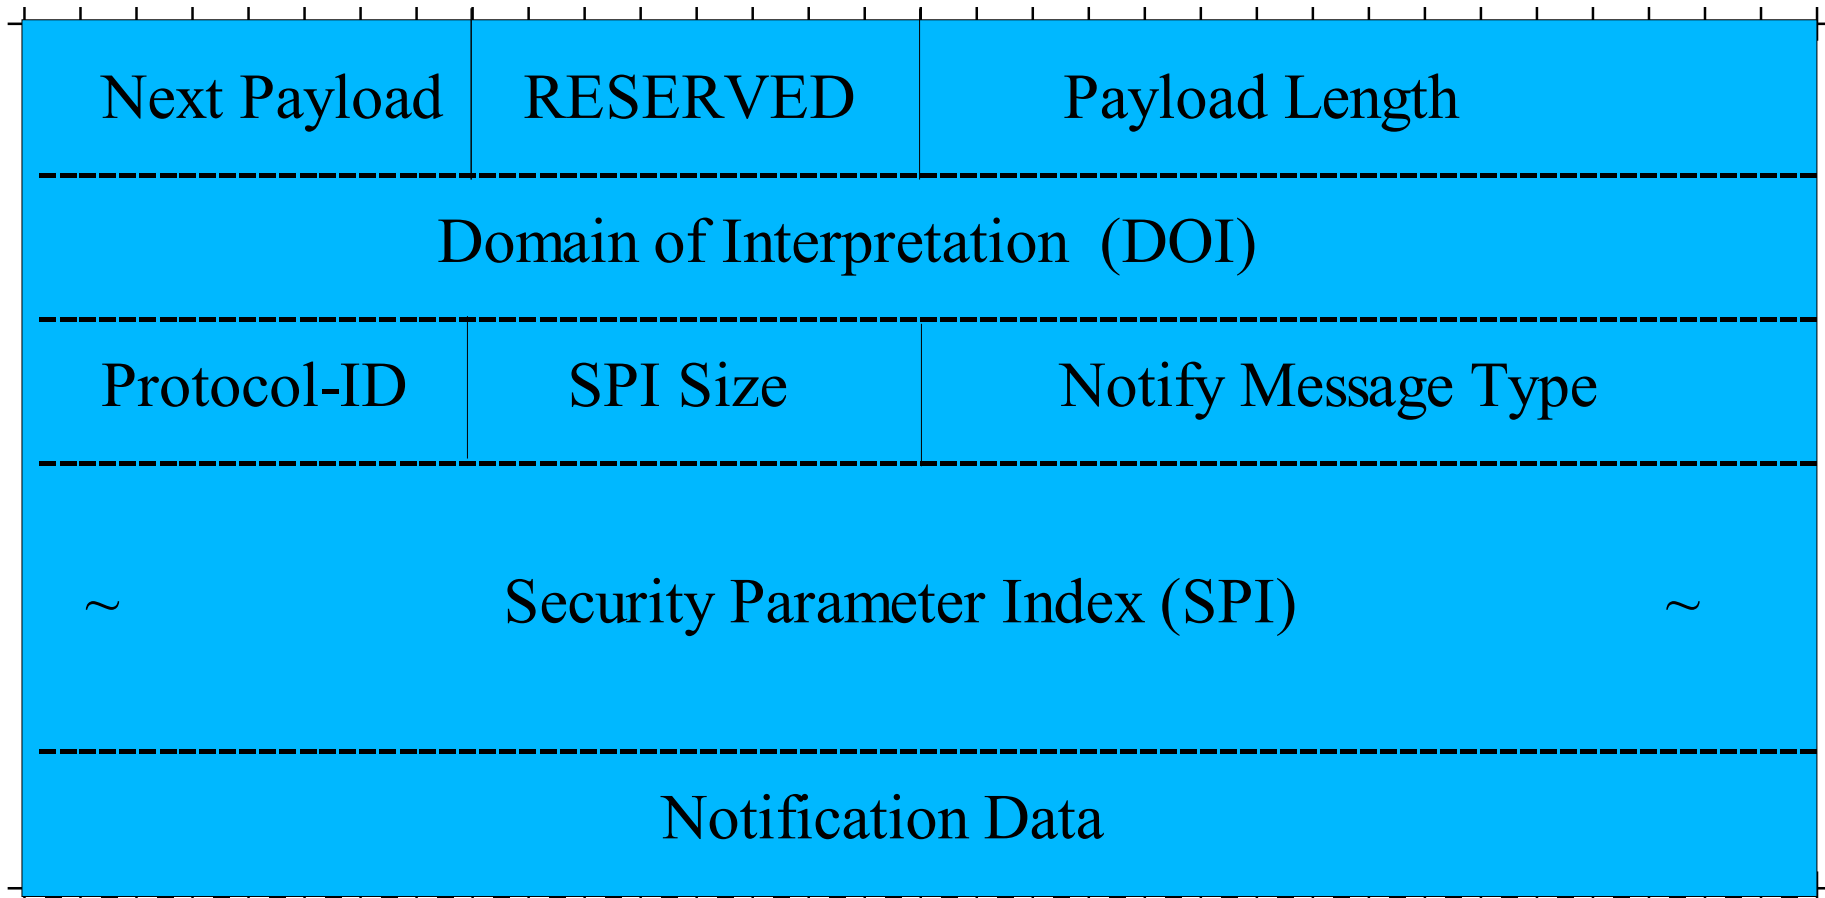 Next Payload RESERVED Payload Length
Domain of Interpretation (DOI)
Protocol-ID SPI Size Notify Message Type
~ Security Parameter Index (SPI) ~
Notification Data